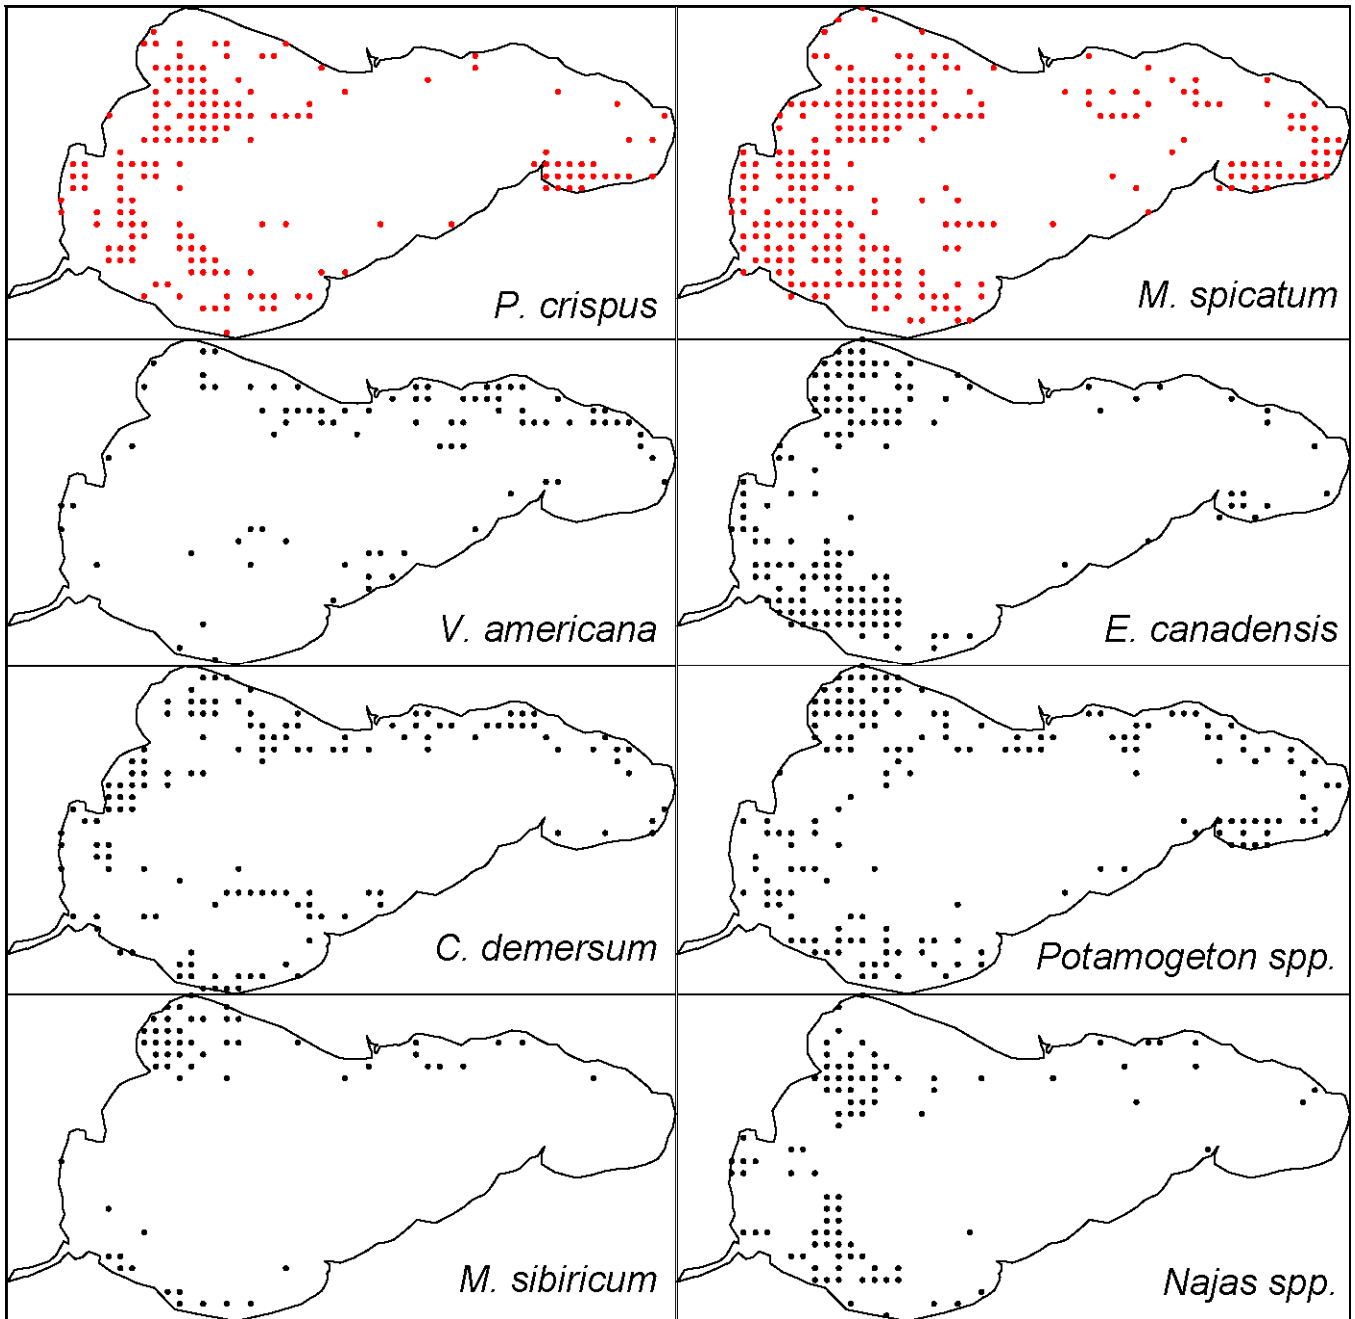 P. crispus
M. spicatum
V. americana
E. canadensis
C. demersum
Potamogeton spp.
M. sibiricum
Najas spp.